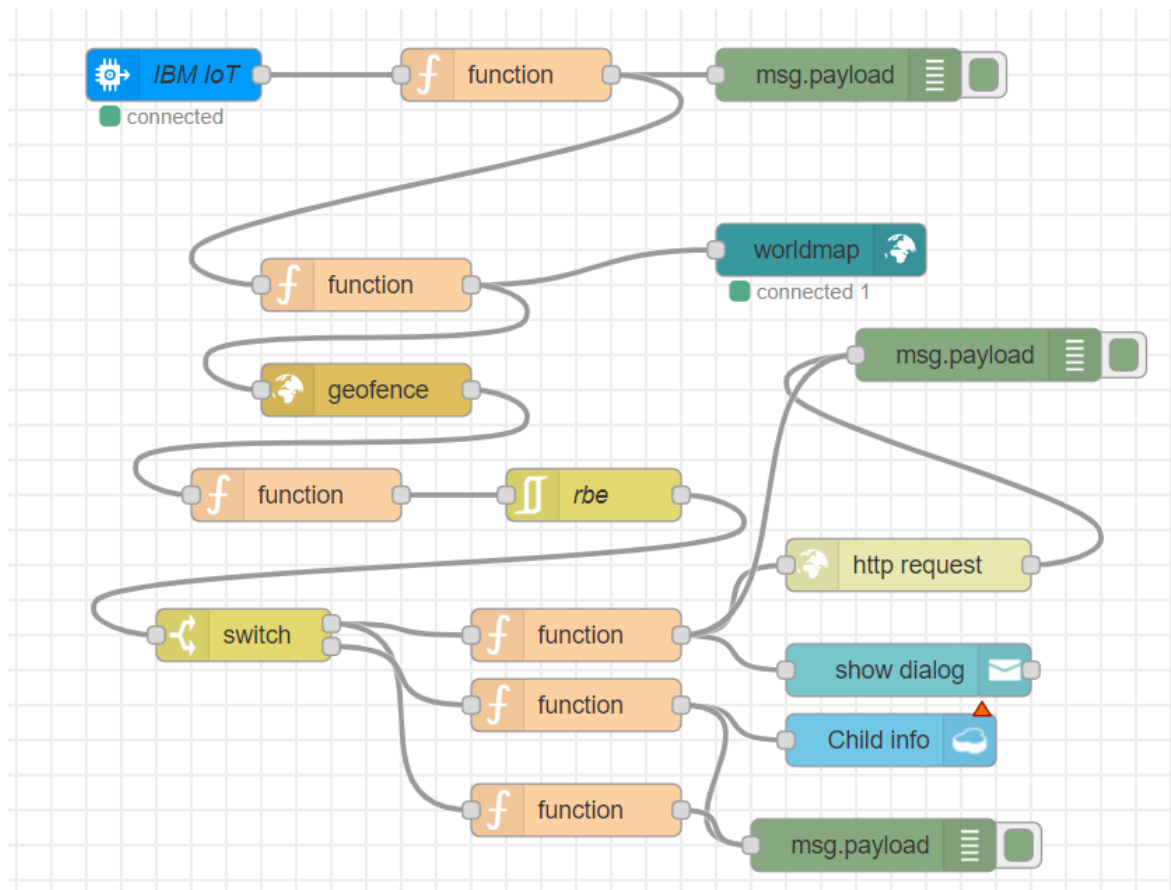 IBM IoT
function
msg.payload
connected
function
worldmap
connected 1
msg.payload
geofence
function
rbe
http request
switch
function
show dialog
function
Child info
function
msg.payload